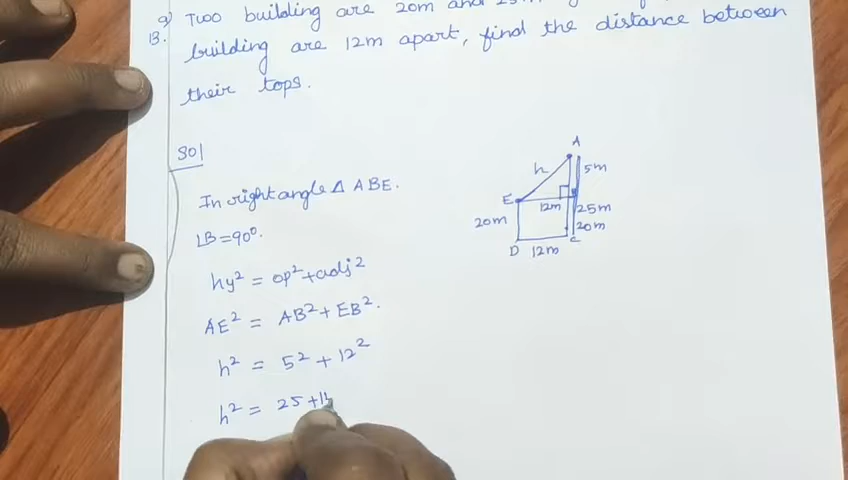 9) Two building are 20m and 25m
13. building are 12m apart, find the distance between
their tops.
Sol
In right angle Δ ABE.
∟B=90°.
hy² = op²+adj²
AE² = AB²+EB².
h² = 5²+12²
h² = 25+1
A
h
5m
E
12m
25m
20m
20m
D
12m
C